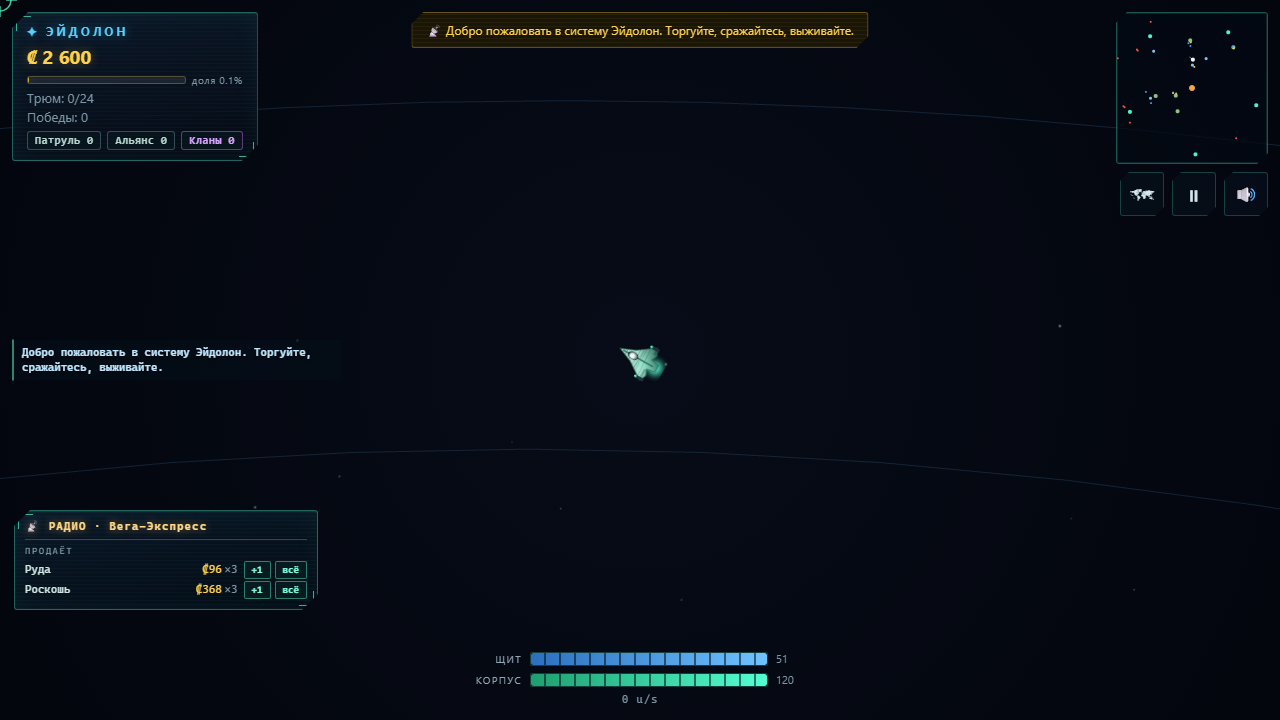 ✦ ЭЙДОЛОН
₡ 2 600
доля 0.1%
Трюм: 0/24
Победы: 0
Патруль 0 Альянс 0 Кланы 0
Добро пожаловать в систему Эйдолон. Торгуйте, сражайтесь, выживайте.
Добро пожаловать в систему Эйдолон. Торгуйте,
сражайтесь, выживайте.
РАДИО · Вега-Экспресс
ПРОДАЁТ
Руда ₡96 ×3 +1 всё
Роскошь ₡368 ×3 +1 всё
ЩИТ 51
КОРПУС 120
0 u/s